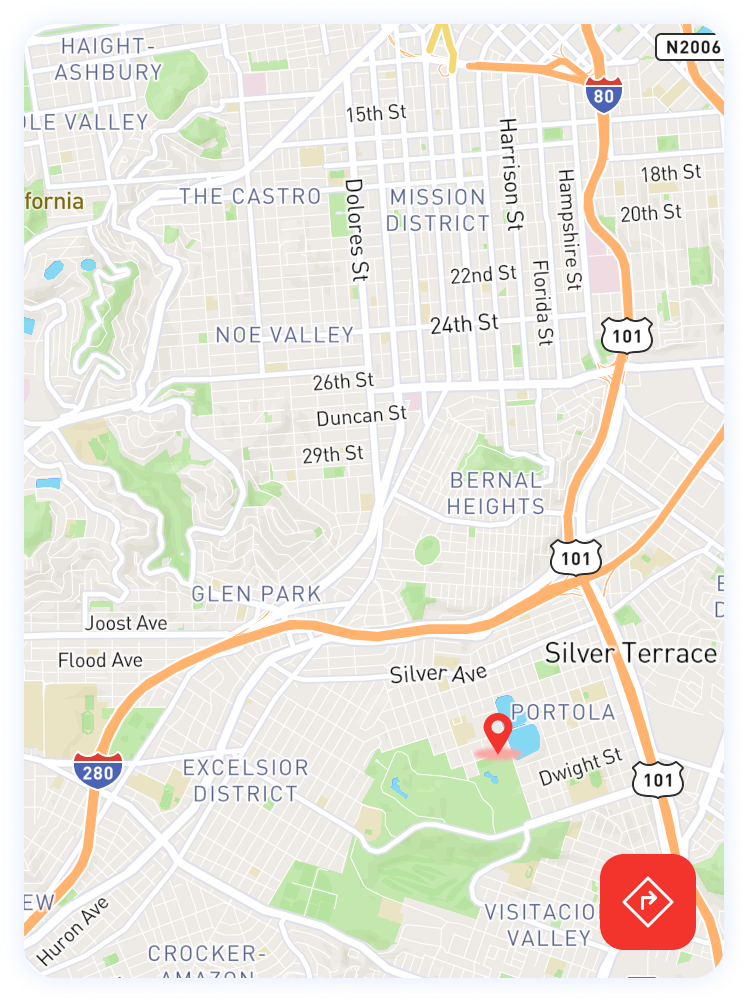 HAIGHT-
ASHBURY
N2006
80
15th St
OLE VALLEY
Harrison St
18th St
Hampshire St
fornia
THE CASTRO
Dolores St
MISSION
DISTRICT
20th St
22nd St
Florida St
24th St
NOE VALLEY
101
26th St
Duncan St
29th St
BERNAL
HEIGHTS
101
GLEN PARK
Joost Ave
Flood Ave
Silver Terrace
Silver Ave
PORTOLA
Dwight St
280
EXCELSIOR
DISTRICT
101
EW
Huron Ave
VISITACIO
VALLEY
CROCKER-
AMAZON